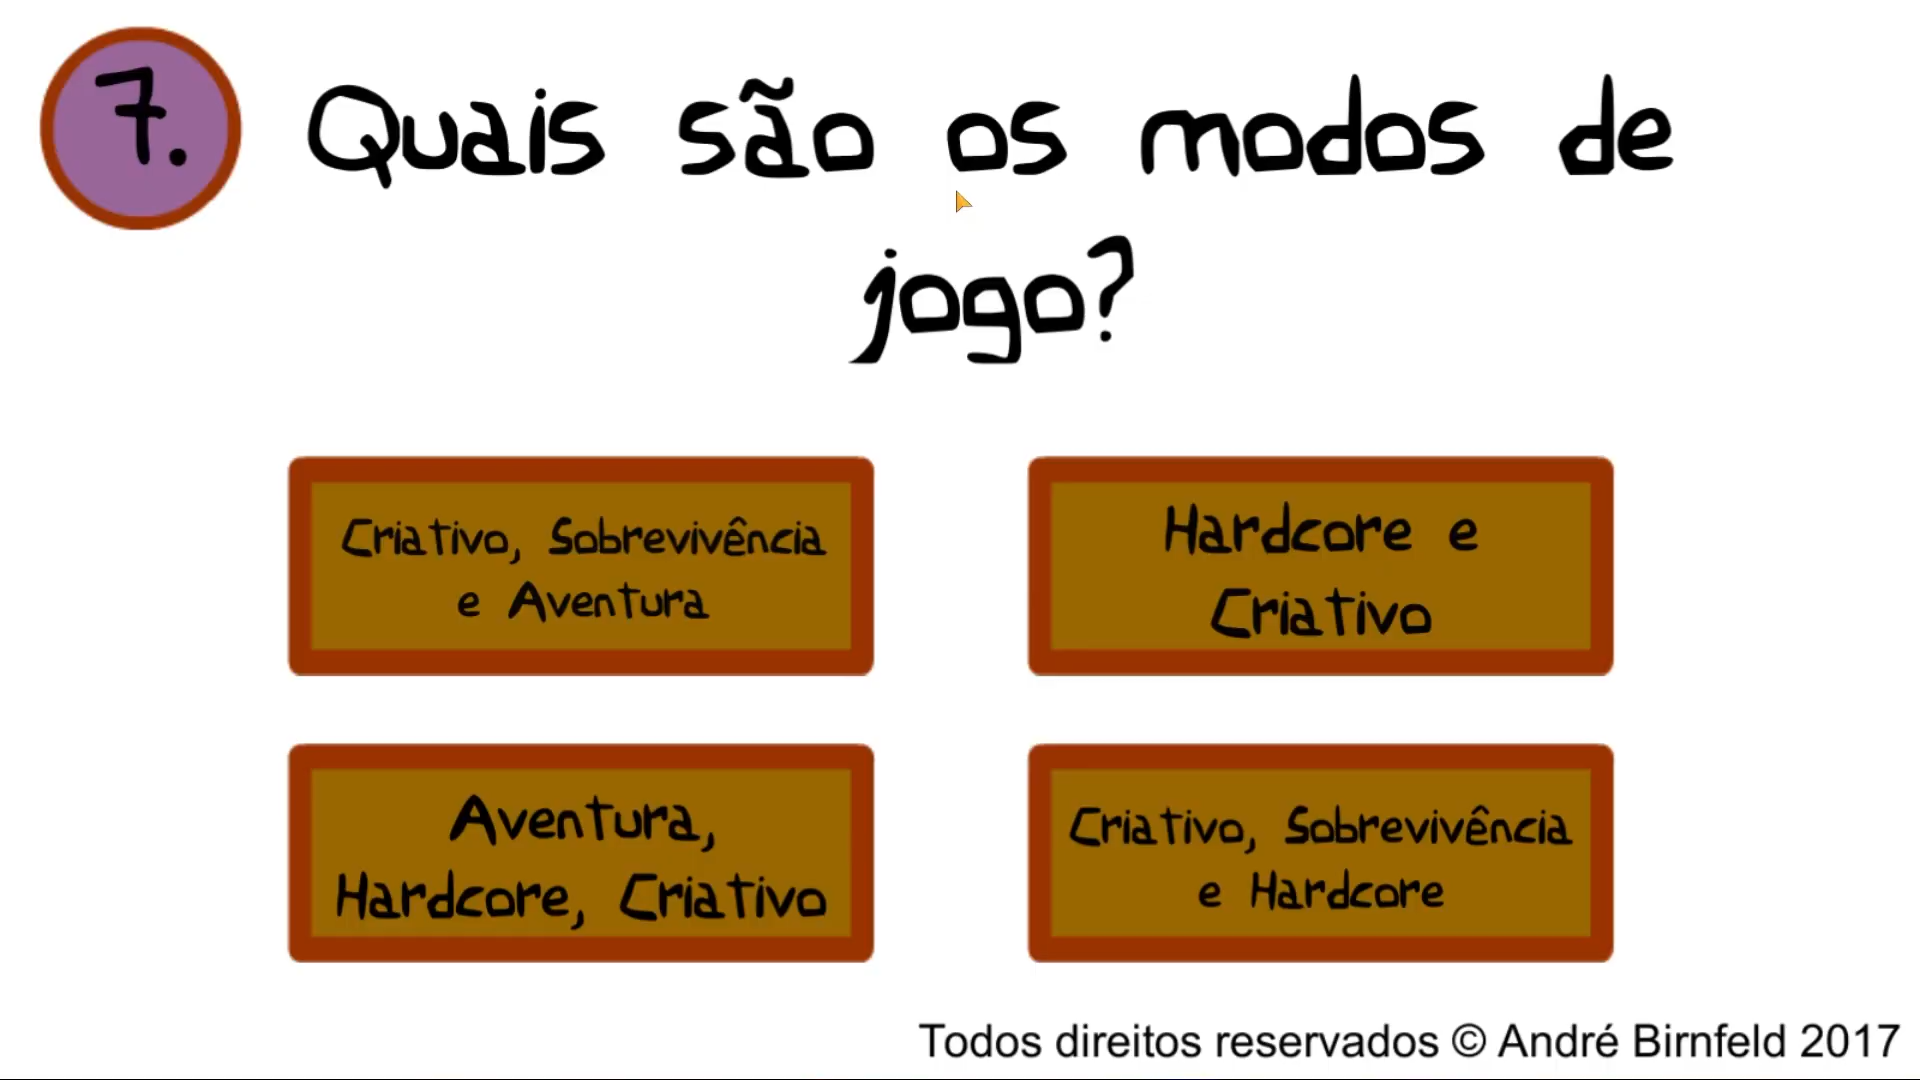 7.
Quais são os modos de
jogo?
Criativo, Sobrevivência
e Aventura
Hardcore e
Criativo
Aventura,
Hardcore, Criativo
Criativo, Sobrevivência
e Hardcore
Todos direitos reservados © André Birnfeld 2017